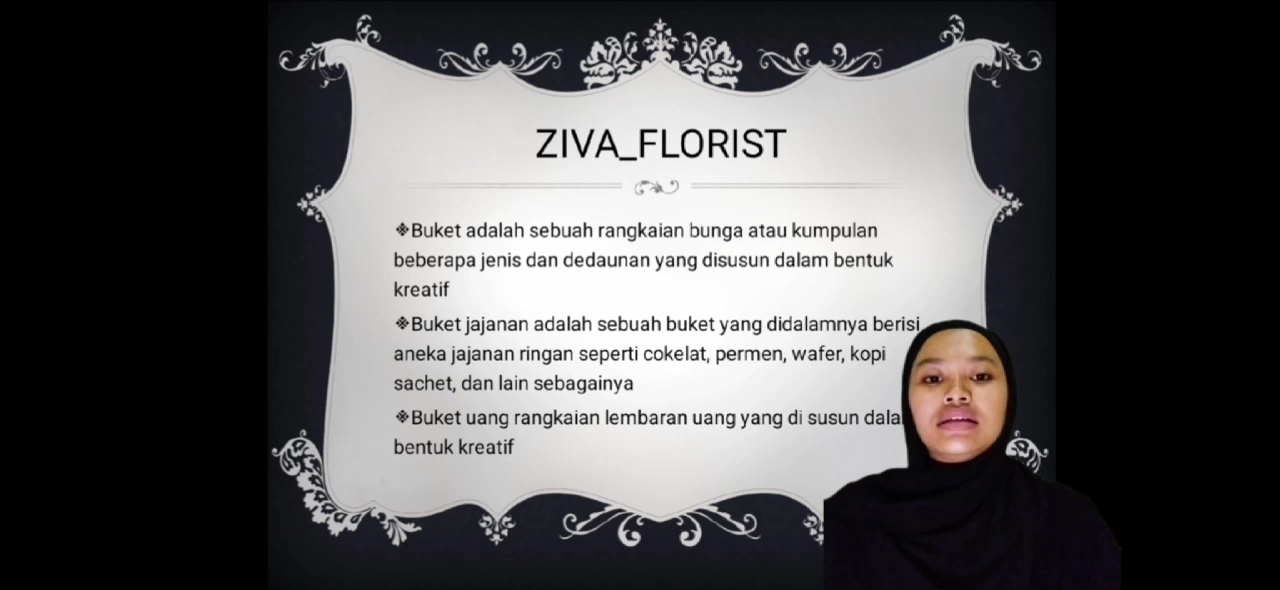 ZIVA_FLORIST
❖Buket adalah sebuah rangkaian bunga atau kumpulan
beberapa jenis dan dedaunan yang disusun dalam bentuk
kreatif
❖Buket jajanan adalah sebuah buket yang didalamnya berisi
aneka jajanan ringan seperti cokelat, permen, wafer, kopi
sachet, dan lain sebagainya
❖Buket uang rangkaian lembaran uang yang di susun
bentuk kreatif